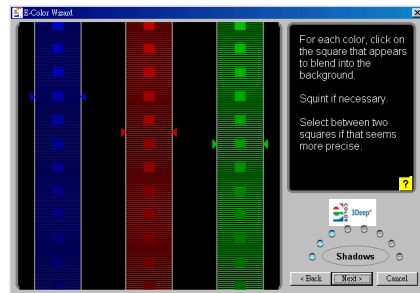 E-Color Wizard
For each color, click on
the square that appears
to blend into the
background.
Squint if necessary.
Select between two
squares if that seems
more precise.
?
3Deep®
Shadows
< Back
Next >
Cancel